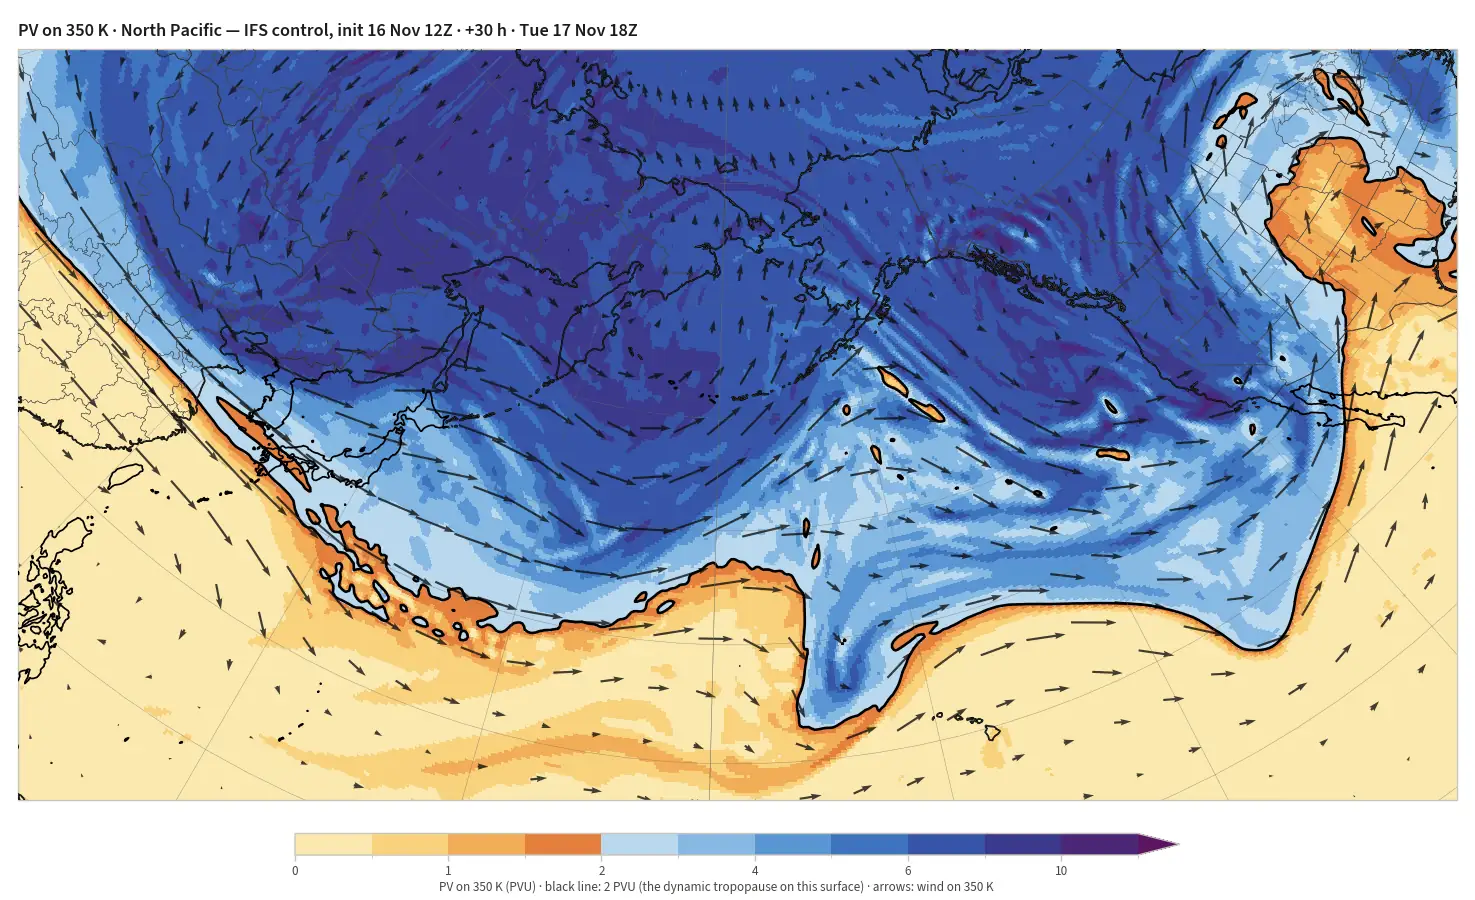 PV on 350 K · North Pacific — IFS control, init 16 Nov 12Z · +30 h · Tue 17 Nov 18Z
0 1 2 4 6 10
PV on 350 K (PVU) · black line: 2 PVU (the dynamic tropopause on this surface) · arrows: wind on 350 K